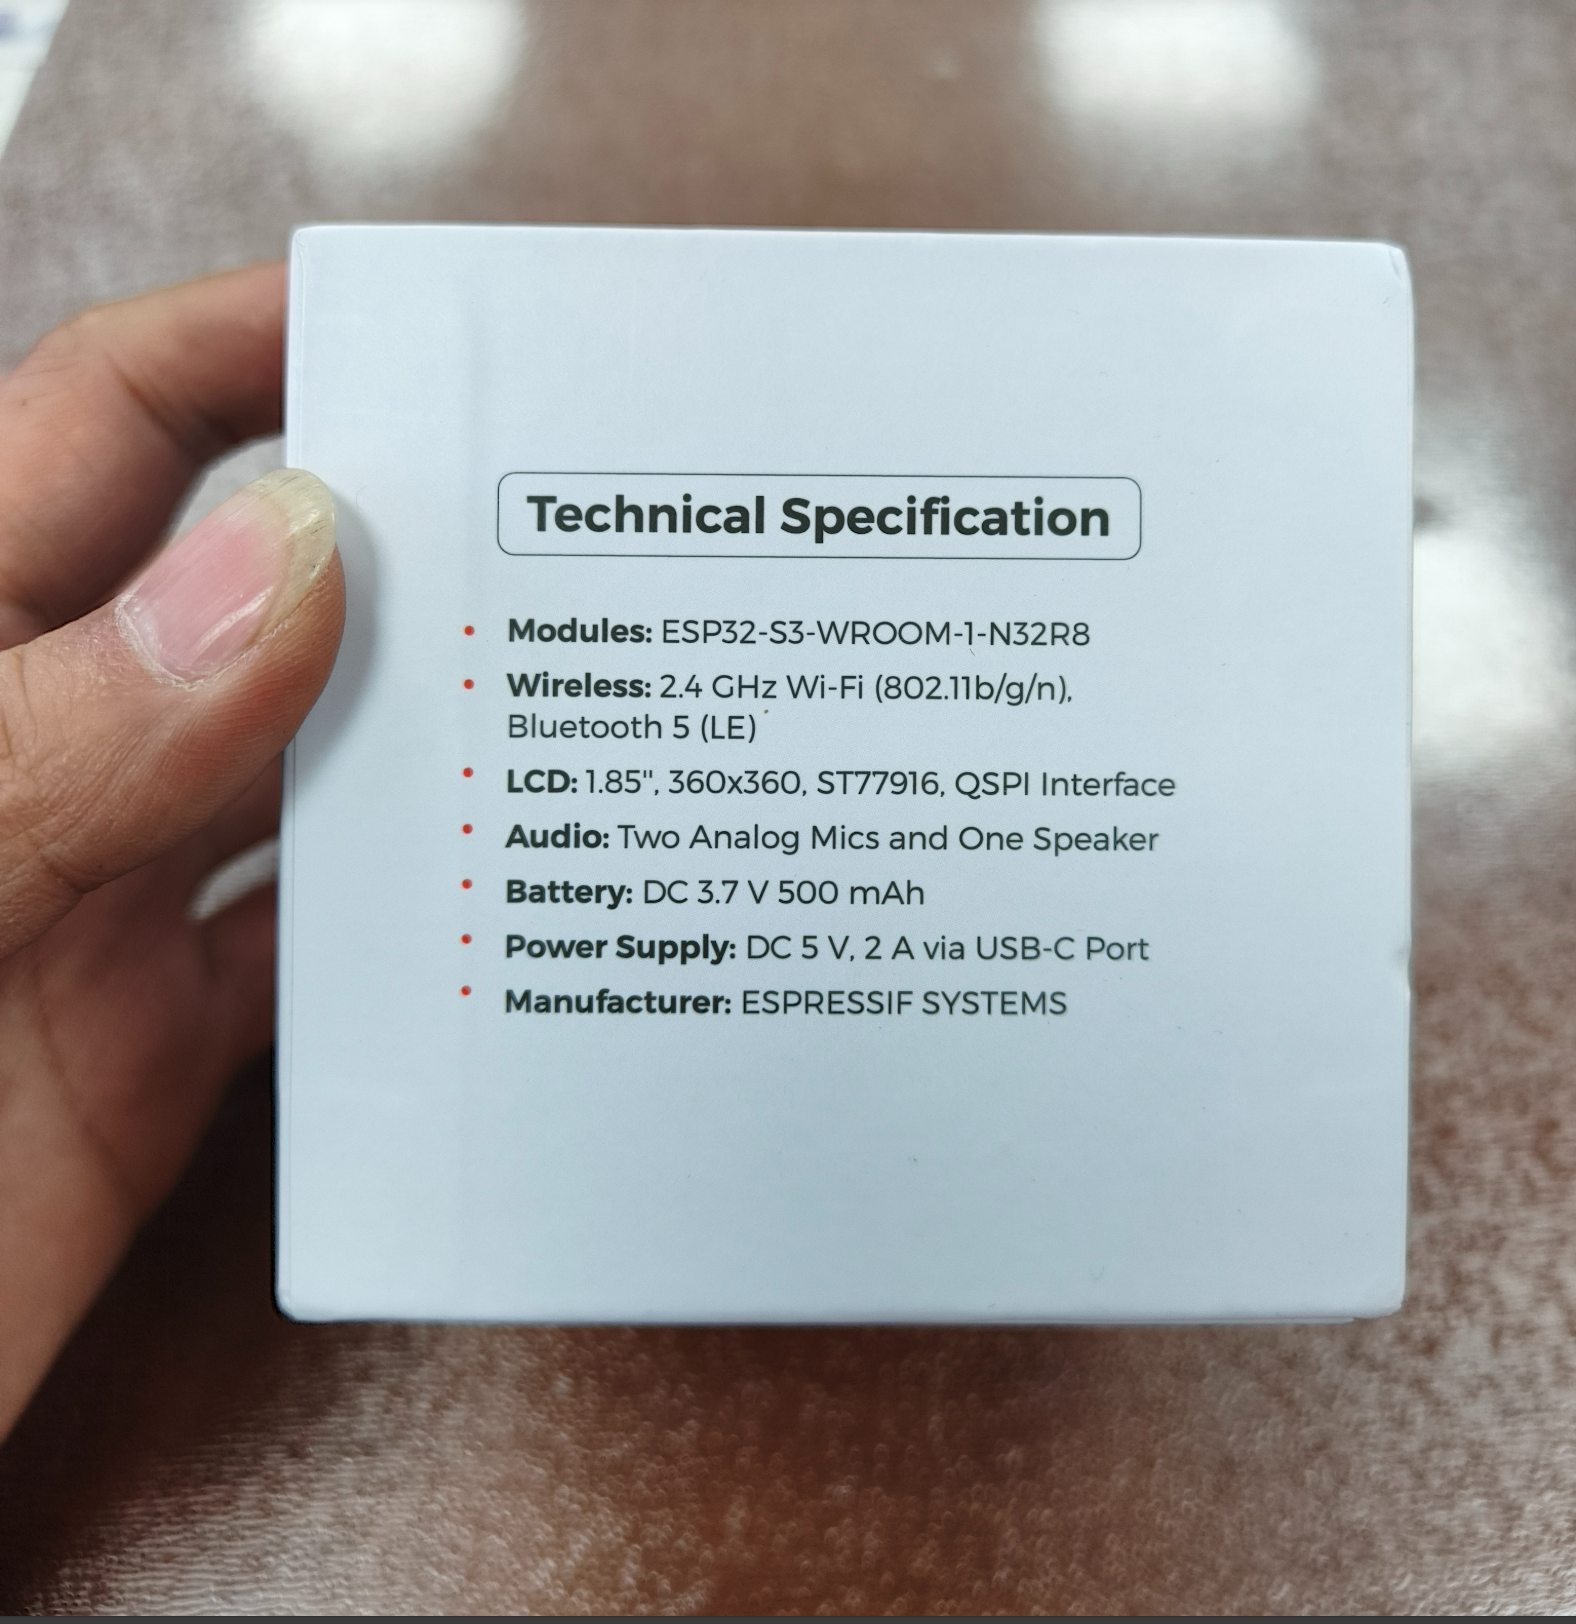 Technical Specification
• Modules: ESP32-S3-WROOM-1-N32R8
• Wireless: 2.4 GHz Wi-Fi (802.11b/g/n),
Bluetooth 5 (LE)
• LCD: 1.85", 360x360, ST77916, QSPI Interface
• Audio: Two Analog Mics and One Speaker
• Battery: DC 3.7 V 500 mAh
• Power Supply: DC 5 V, 2 A via USB-C Port
• Manufacturer: ESPRESSIF SYSTEMS